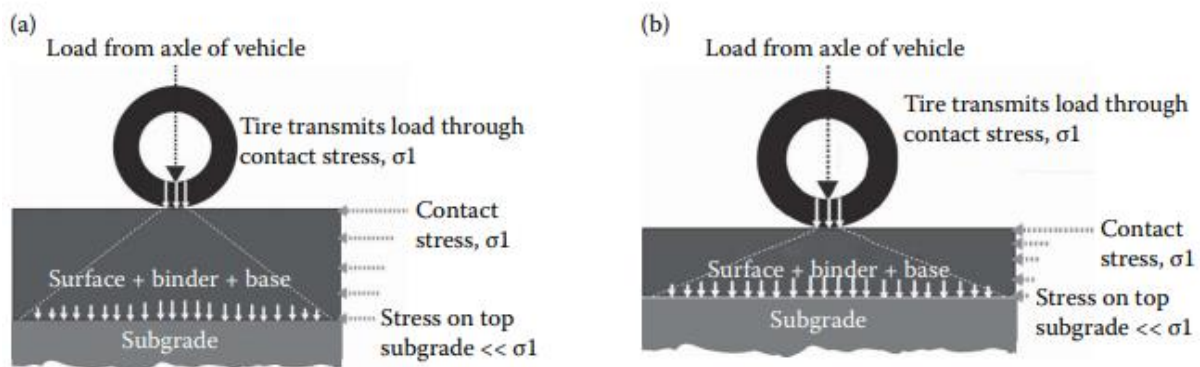 (a)
Load from axle of vehicle
Tire transmits load through
contact stress, σ1
Contact
stress, σ1
Surface + binder + base
Stress on top
subgrade << σ1
Subgrade
(b)
Load from axle of vehicle
Tire transmits load through
contact stress, σ1
Contact
stress, σ1
Surface + binder + base
Stress on top
subgrade << σ1
Subgrade